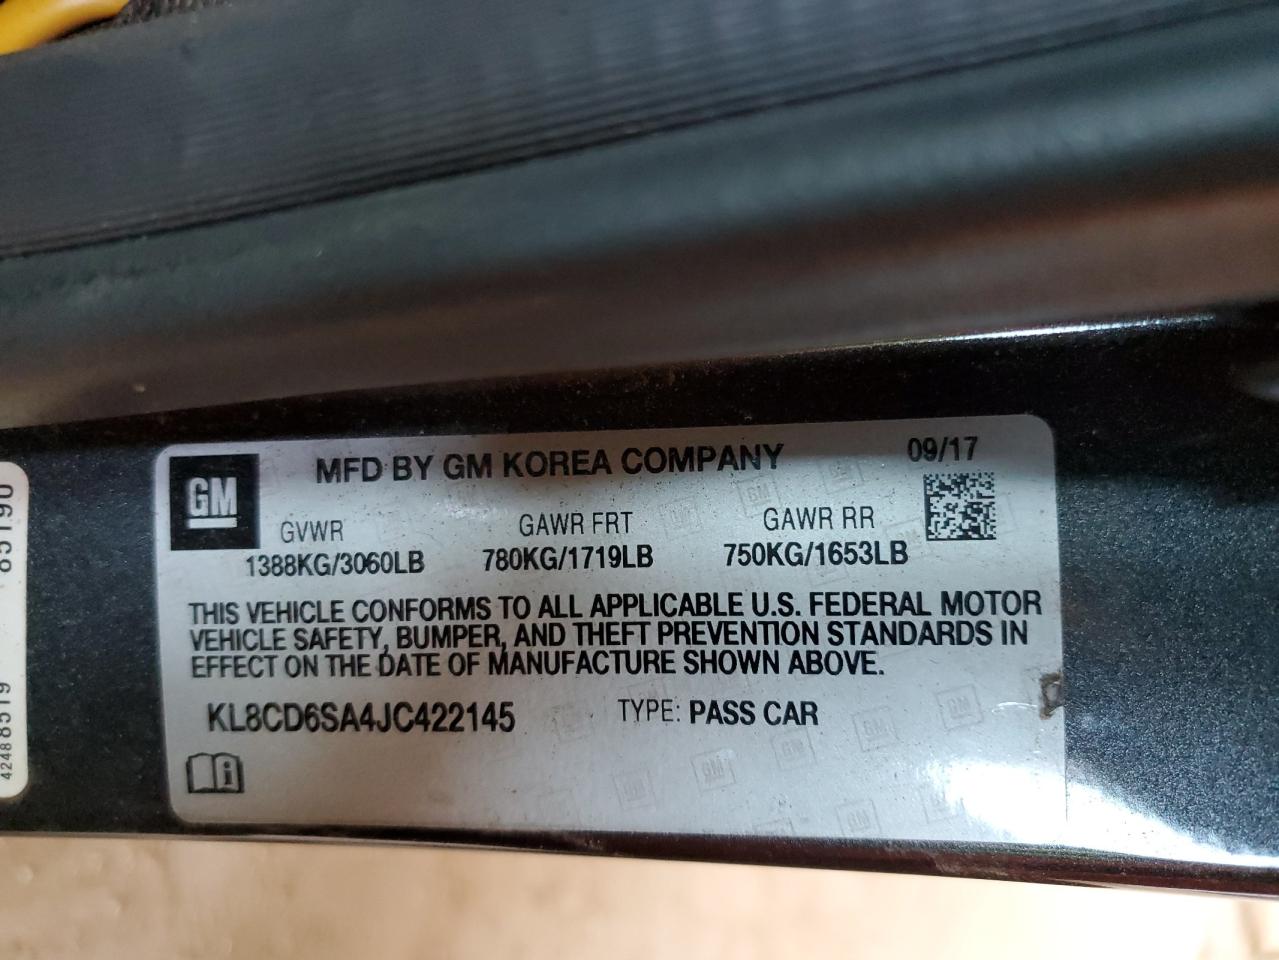 GM
MFD BY GM KOREA COMPANY
09/17
GVWR
GAWR FRT
GAWR RR
1388KG/3060LB
780KG/1719LB
750KG/1653LB
THIS VEHICLE CONFORMS TO ALL APPLICABLE U.S. FEDERAL MOTOR
VEHICLE SAFETY, BUMPER, AND THEFT PREVENTION STANDARDS IN
EFFECT ON THE DATE OF MANUFACTURE SHOWN ABOVE.
KL8CD6SA4JC422145
TYPE: PASS CAR
i
42488519